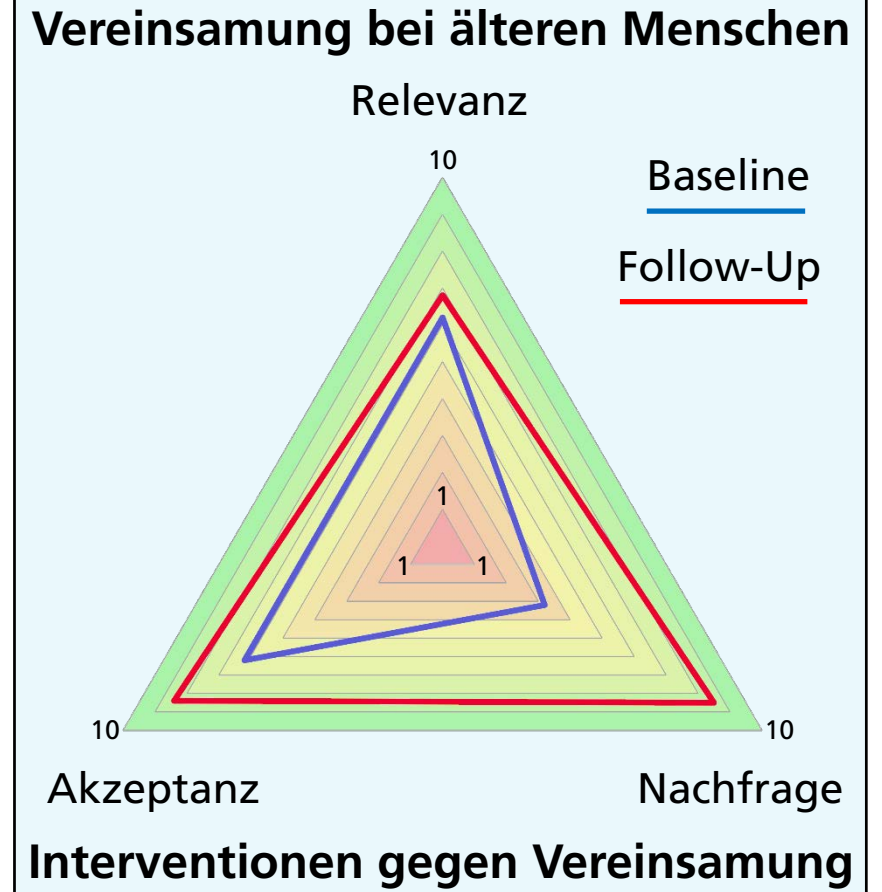 Vereinsamung bei älteren Menschen
Relevanz
10
Baseline
Follow-Up
1
1 1
10 10
Akzeptanz Nachfrage
Interventionen gegen Vereinsamung